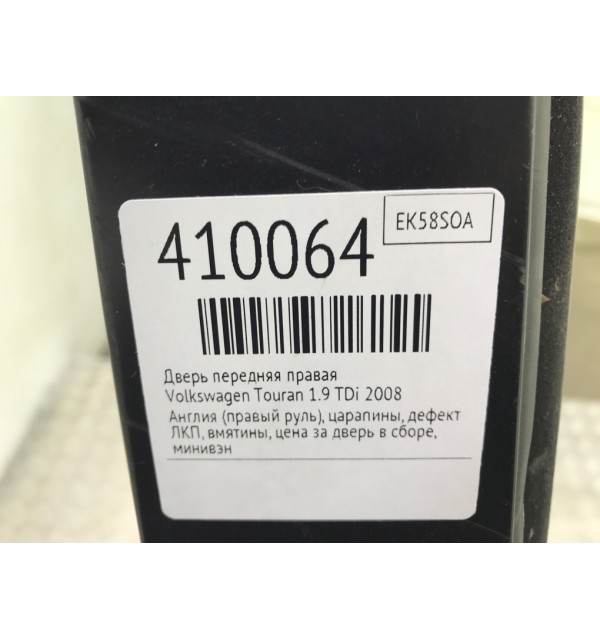 410064
EK58SOA
Дверь передняя правая
Volkswagen Touran 1.9 TDi 2008
Англия (правый руль), царапины, дефект
ЛКП, вмятины, цена за дверь в сборе,
минивэн